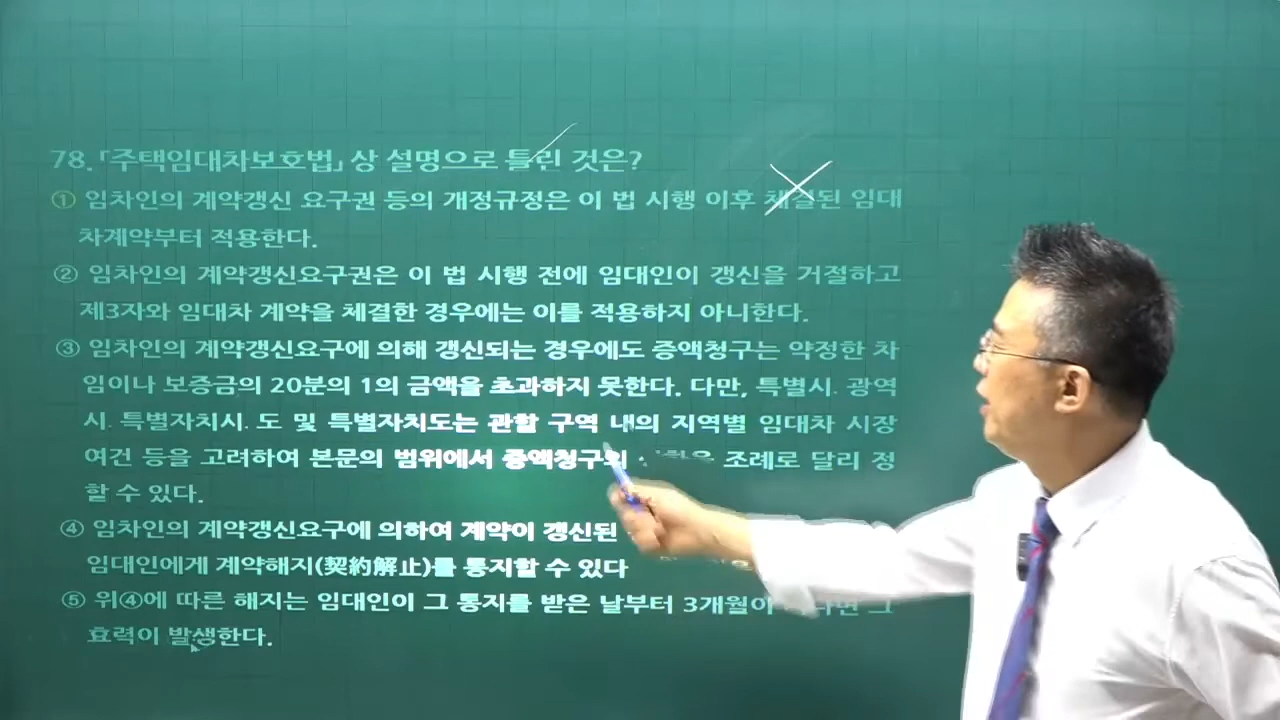 78.「주택임대차보호법」상 설명으로 틀린 것은?
① 임차인의 계약갱신 요구권 등의 개정규정은 이 법 시행 이후 체결된 임대
차계약부터 적용한다.
② 임차인의 계약갱신요구권은 이 법 시행 전에 임대인이 갱신을 거절하고
제3자와 임대차 계약을 체결한 경우에는 이를 적용하지 아니한다.
③ 임차인의 계약갱신요구에 의해 갱신되는 경우에도 증액청구는 약정한 차
임이나 보증금의 20분의 1의 금액을 초과하지 못한다. 다만, 특별시. 광역
시. 특별자치시. 도 및 특별자치도는 관할 구역 내의 지역별 임대차 시장
여건 등을 고려하여 본문의 범위에서 증액청구의 조례로 달리 정
할 수 있다.
④ 임차인의 계약갱신요구에 의하여 계약이 갱신된
임대인에게 계약해지(契約解止)를 통지할 수 있다
⑤ 위④에 따른 해지는 임대인이 그 통지를 받은 날부터 3개월이 그
효력이 발생한다.